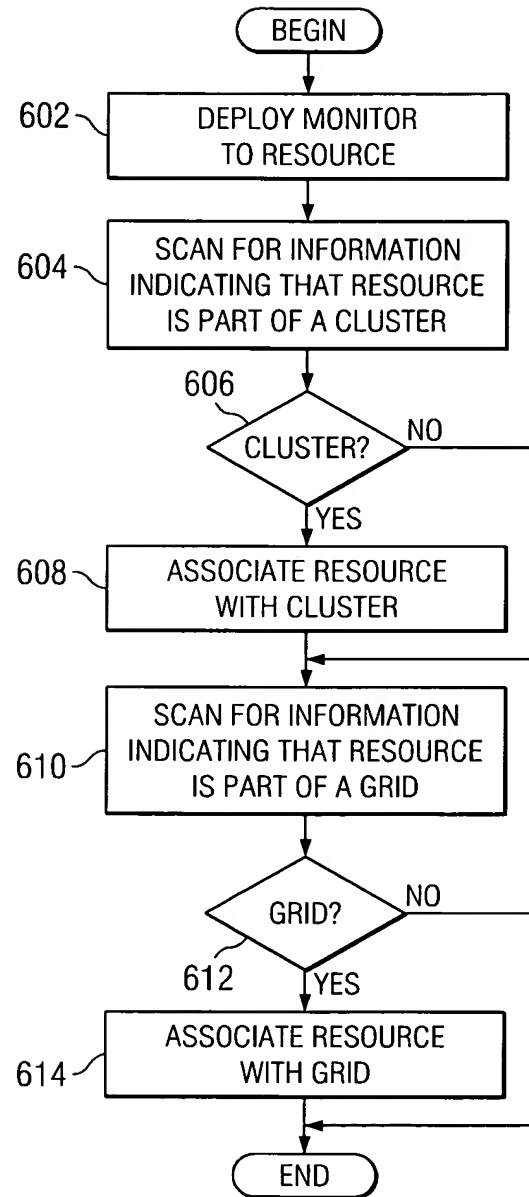 BEGIN
602
DEPLOY MONITOR
TO RESOURCE
604
SCAN FOR INFORMATION
INDICATING THAT RESOURCE
IS PART OF A CLUSTER
606
CLUSTER?
NO
YES
608
ASSOCIATE RESOURCE
WITH CLUSTER
610
SCAN FOR INFORMATION
INDICATING THAT RESOURCE
IS PART OF A GRID
GRID?
NO
612
YES
614
ASSOCIATE RESOURCE
WITH GRID
END